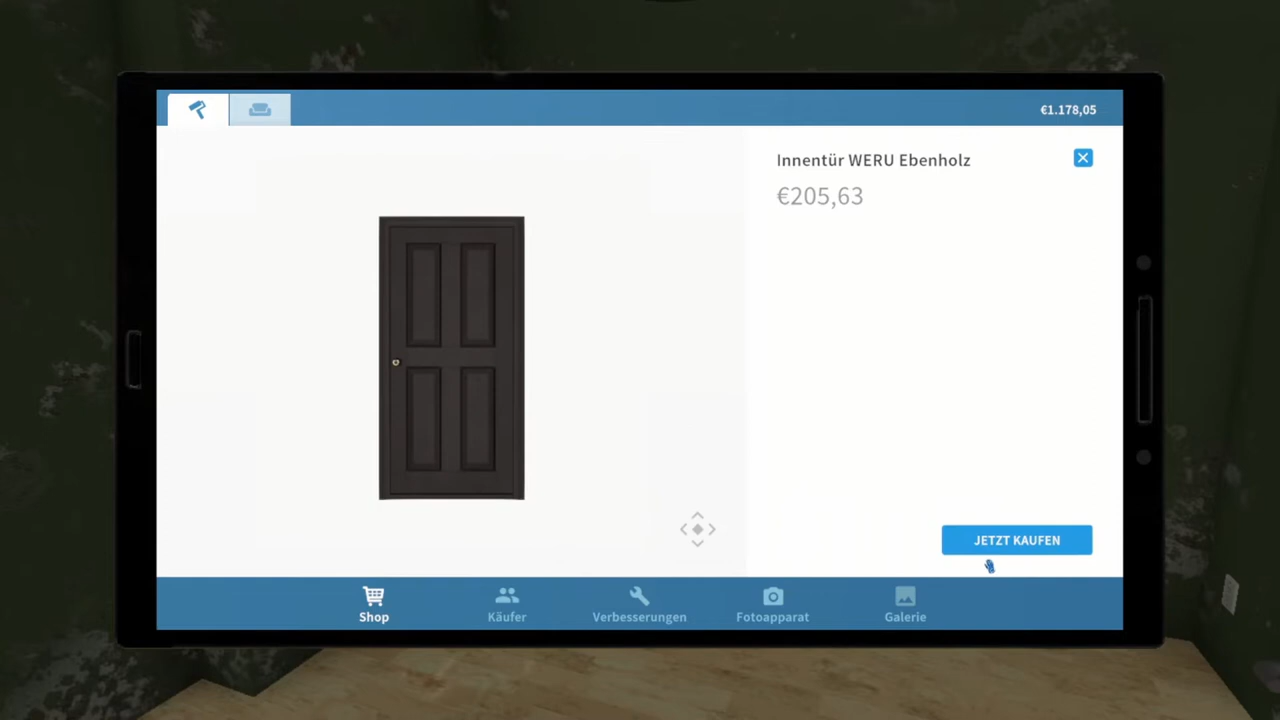 €1.178,05
Innentür WERU Ebenholz
€205,63
JETZT KAUFEN
Shop
Käufer
Verbesserungen
Fotoapparat
Galerie